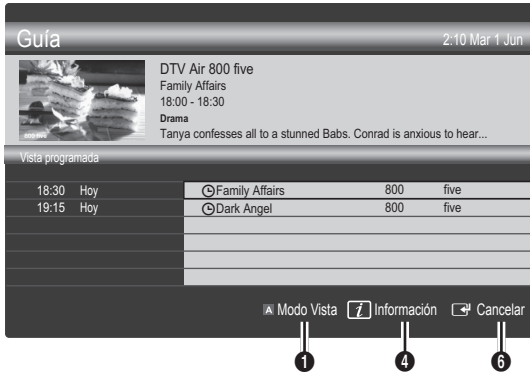 Guía 2:10 Mar 1 Jun
DTV Air 800 five
Family Affairs
18:00 - 18:30
Drama
Tanya confesses all to a stunned Babs. Conrad is anxious to hear...
800 five
Vista programada
18:30 Hoy Family Affairs 800 five
19:15 Hoy Dark Angel 800 five
A Modo Vista i Información Cancelar
1 4 6